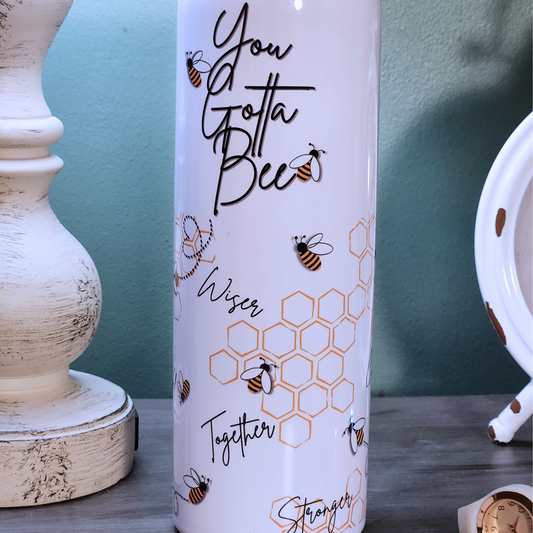 You
Gotta
Bee
Wiser
Together
Stronger